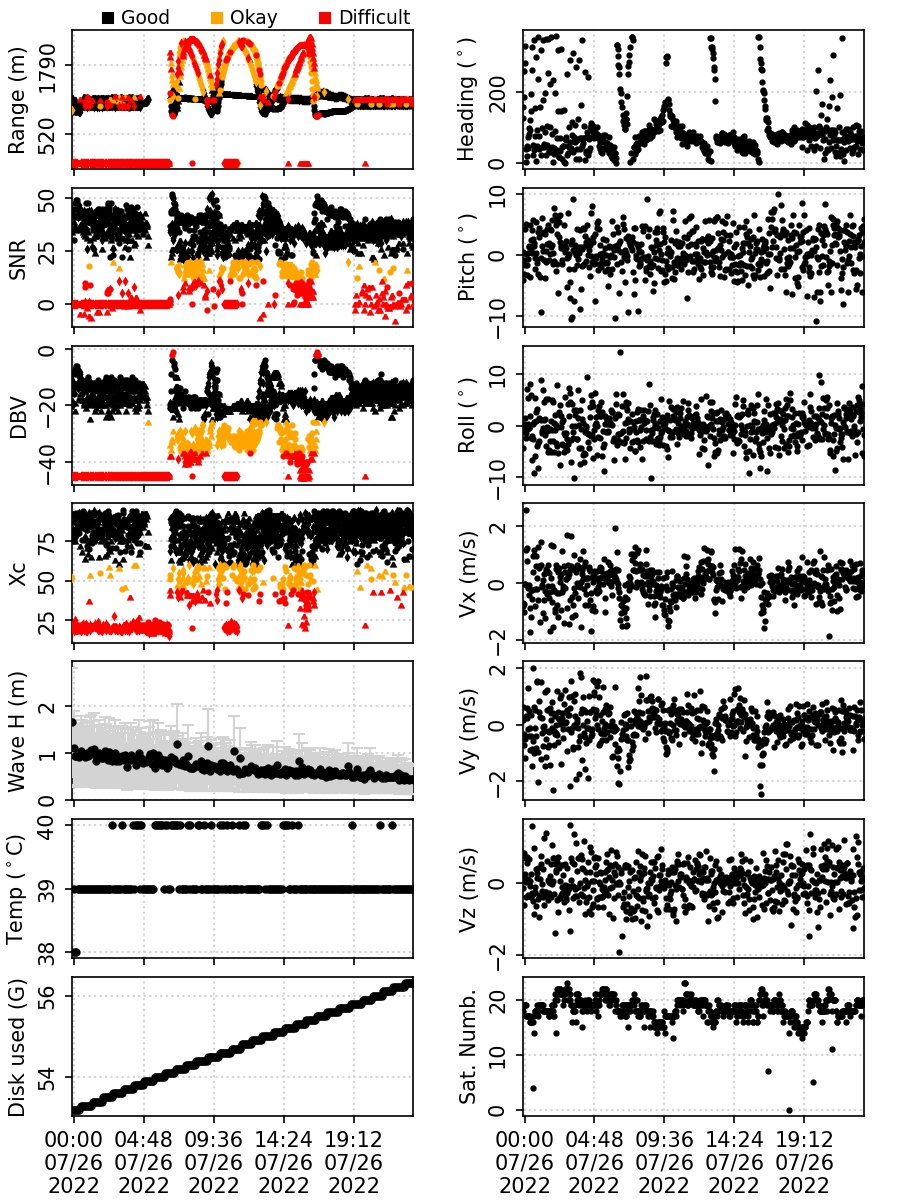 Good Okay Difficult
Range (m)
1790
520
Heading (°)
200
0
SNR
50
25
0
Pitch (°)
10
0
−10
DBV
0
−20
−40
Roll (°)
10
0
−10
Xc
75
50
25
Vx (m/s)
2
0
−2
Wave H (m)
2
1
0
Vy (m/s)
2
0
−2
Temp (°C)
40
39
38
Vz (m/s)
0
−2
Disk used (G)
56
54
Sat. Numb.
20
10
0
00:00 04:48 09:36 14:24 19:12
07/26 07/26 07/26 07/26 07/26
2022 2022 2022 2022 2022
00:00 04:48 09:36 14:24 19:12
07/26 07/26 07/26 07/26 07/26
2022 2022 2022 2022 2022